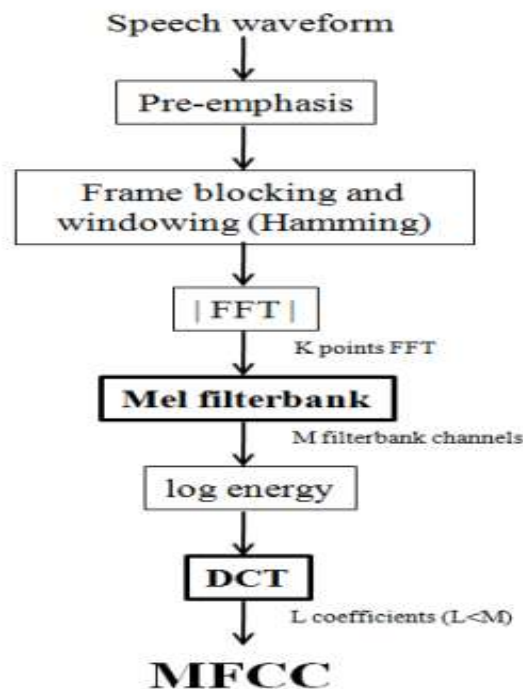 Speech waveform
Pre-emphasis
Frame blocking and
windowing (Hamming)
| FFT |
K points FFT
Mel filterbank
M filterbank channels
log energy
DCT
L coefficients (L<M)
MFCC